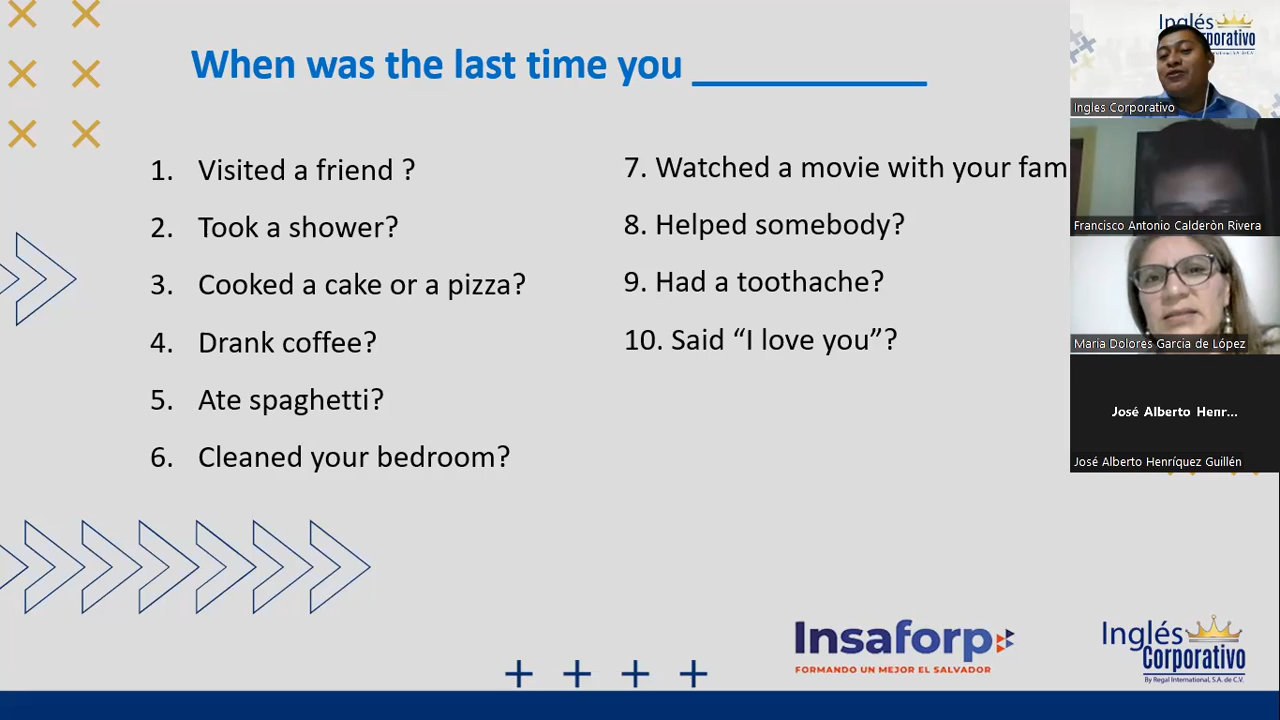 When was the last time you ___________
1. Visited a friend ?
2. Took a shower?
3. Cooked a cake or a pizza?
4. Drank coffee?
5. Ate spaghetti?
6. Cleaned your bedroom?
7. Watched a movie with your fam
8. Helped somebody?
9. Had a toothache?
10. Said “I love you”?
Inglés
Ingles Corporativo
Francisco Antonio Calderòn Rivera
Maria Dolores Garcia de López
José Alberto Henr...
José Alberto Henríquez Guillén
Insaforp
FORMANDO UN MEJOR EL SALVADOR
Inglés
Corporativo
By Regal International, S.A. de C.V.